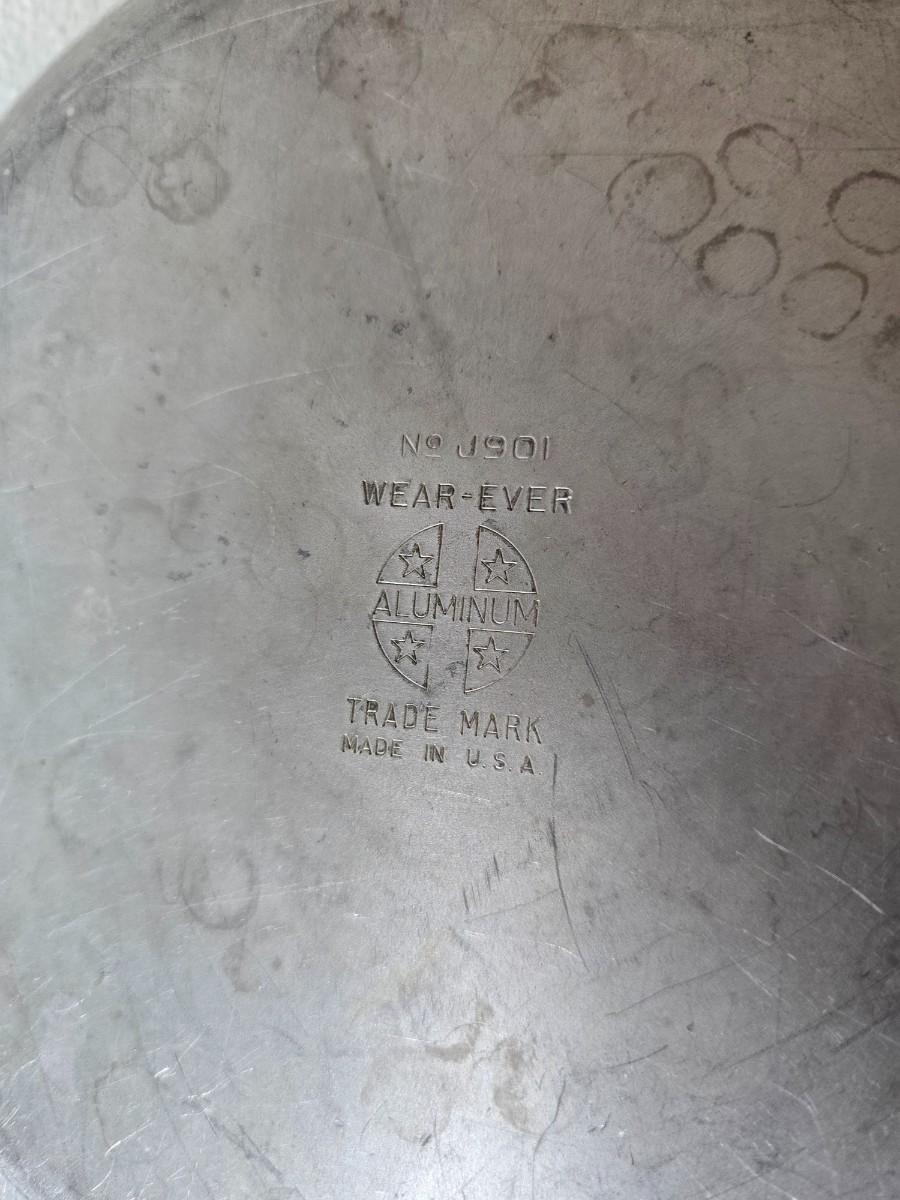 Nº J901
WEAR-EVER
ALUMINUM
TRADE MARK
MADE IN U.S.A.